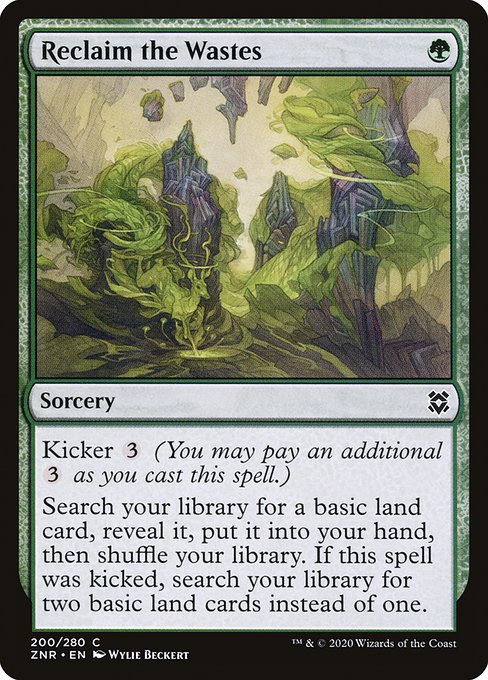 Reclaim the Wastes
Sorcery
Kicker 3 (You may pay an additional
3 as you cast this spell.)
Search your library for a basic land
card, reveal it, put it into your hand,
then shuffle your library. If this spell
was kicked, search your library for
two basic land cards instead of one.
200/280 C
ZNR • EN Wylie Beckert
™ & © 2020 Wizards of the Coast